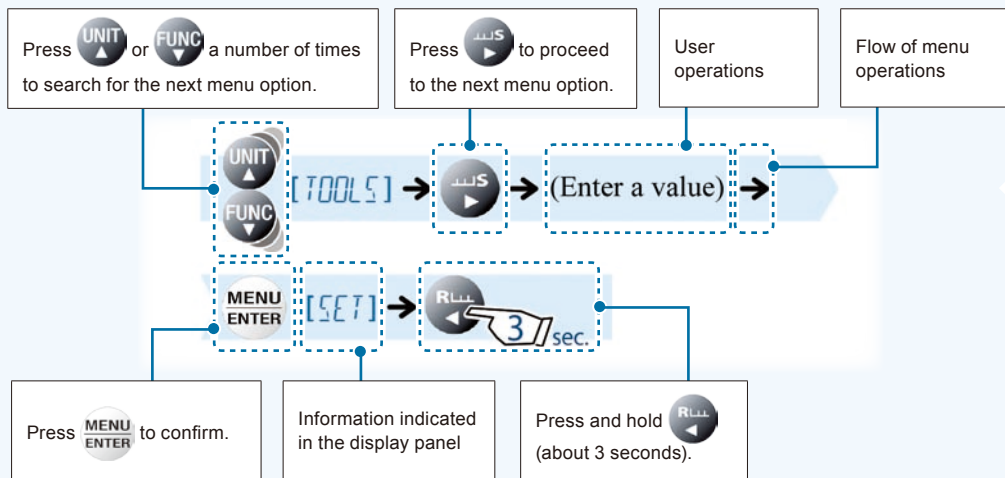 Press UNIT ▲ or FUNC ▼ a number of times
to search for the next menu option.
Press S ► to proceed
to the next menu option.
User
operations
Flow of menu
operations
UNIT
▲
FUNC
▼
[TOOLS] → S ► → (Enter a value) →
MENU
ENTER
[SET] → R ◄ 3 sec.
Press MENU ENTER to confirm.
Information indicated
in the display panel
Press and hold R ◄
(about 3 seconds).